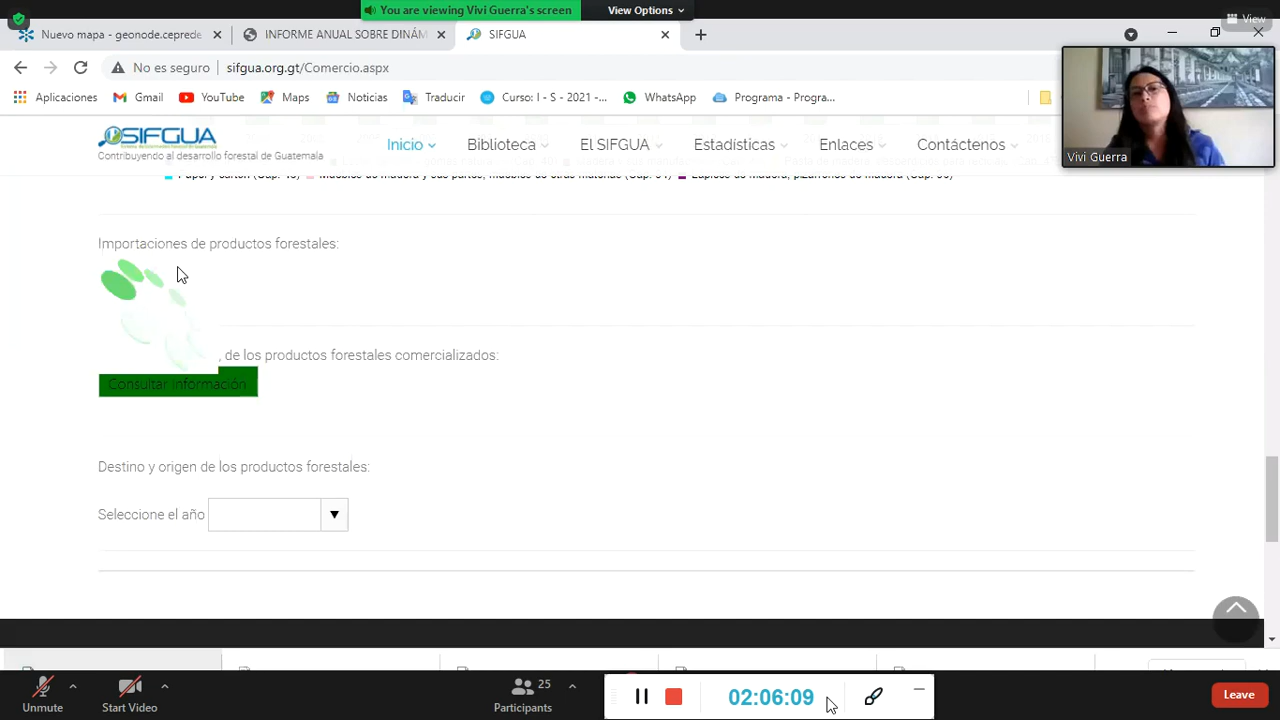 You are viewing Vivi Guerra's screen
View Options
View
Nuevo mapa - geonode.ceprede
INFORME ANUAL SOBRE DINÁM
SIFGUA
No es seguro
sifgua.org.gt/Comercio.aspx
Aplicaciones
Gmail
YouTube
Maps
Noticias
Traducir
Curso: I - S - 2021 -...
WhatsApp
Programa - Progra...
Vivi Guerra
SIFGUA
Contribuyendo al desarrollo forestal de Guatemala
Inicio
Biblioteca
El SIFGUA
Estadísticas
Enlaces
Contáctenos
Importaciones de productos forestales:
, de los productos forestales comercializados:
Consultar información
Destino y origen de los productos forestales:
Seleccione el año
Unmute
Start Video
25
Participants
02:06:09
Leave